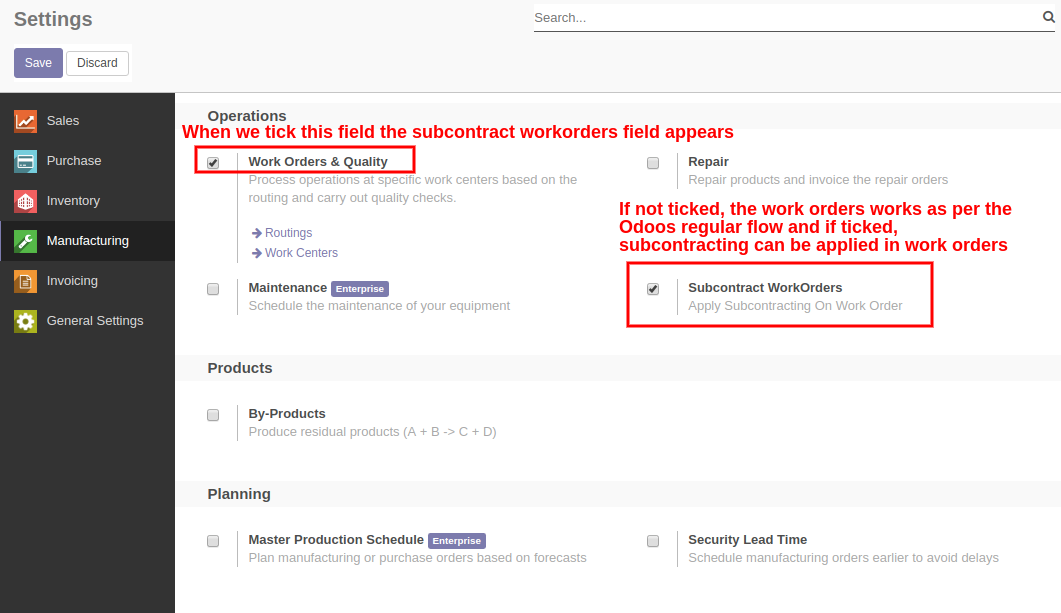 Settings
Search...
Save
Discard
Sales
Purchase
Inventory
Manufacturing
Invoicing
General Settings
Operations
When we tick this field the subcontract workorders field appears
Work Orders & Quality
Process operations at specific work centers based on the
routing and carry out quality checks.
Routings
Work Centers
Repair
Repair products and invoice the repair orders
If not ticked, the work orders works as per the
Odoos regular flow and if ticked,
subcontracting can be applied in work orders
Maintenance Enterprise
Schedule the maintenance of your equipment
Subcontract WorkOrders
Apply Subcontracting On Work Order
Products
By-Products
Produce residual products (A + B -> C + D)
Planning
Master Production Schedule Enterprise
Plan manufacturing or purchase orders based on forecasts
Security Lead Time
Schedule manufacturing orders earlier to avoid delays